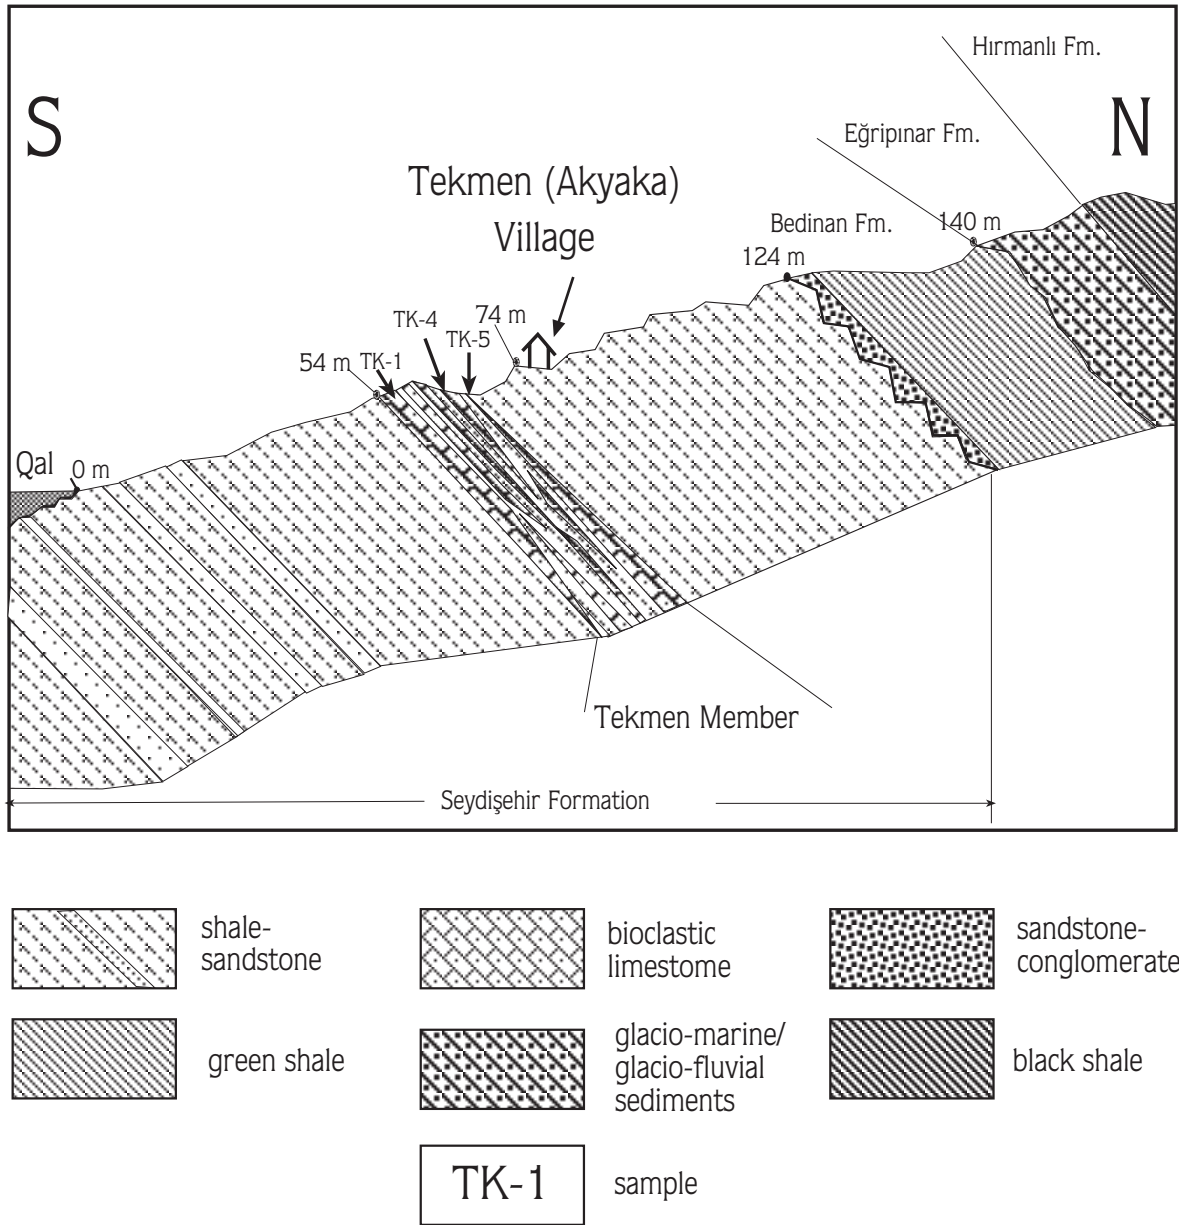 Hırmanlı Fm.
S
N
Eğripınar Fm.
Tekmen (Akyaka)
Village
Bedinan Fm.
140 m
124 m
TK-4
74 m
TK-5
54 m
TK-1
Qal
0 m
Tekmen Member
Seydişehir Formation
shale-
sandstone
bioclastic
limestome
sandstone-
conglomerate
green shale
glacio-marine/
glacio-fluvial
sediments
black shale
TK-1
sample